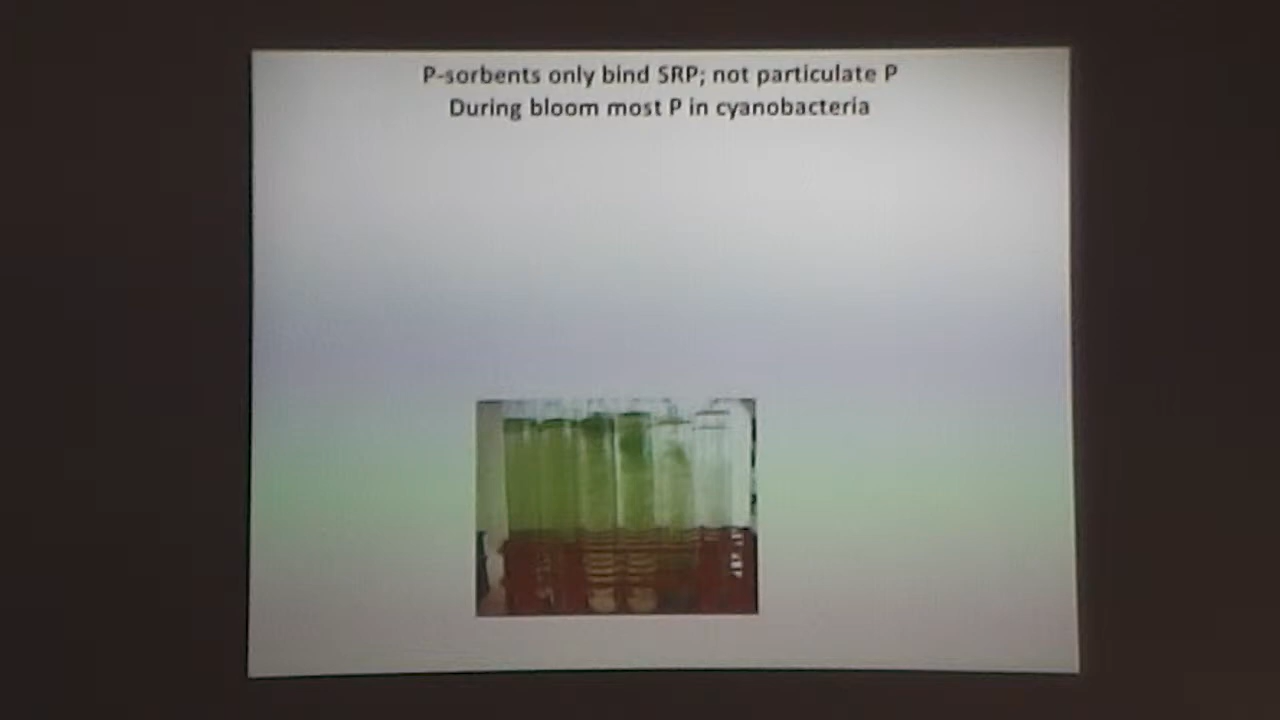 P-sorbents only bind SRP; not particulate P
During bloom most P in cyanobacteria